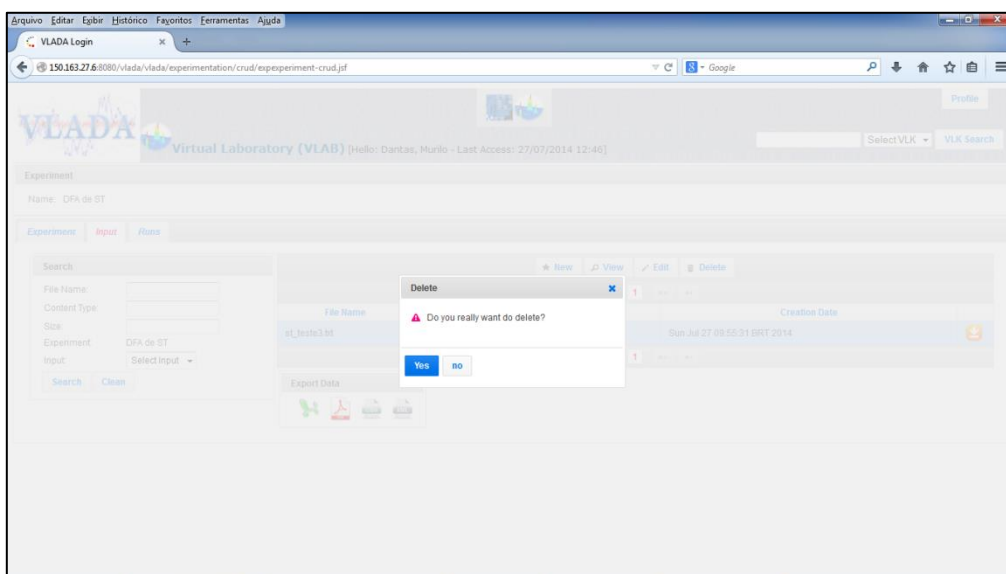 Arquivo Editar Exibir Histórico Favoritos Ferramentas Ajuda
VLADA Login
150.163.27.6:8080/vlada/vlada/experimentation/crud/expexperiment-crud.jsf
Google
Profile
VLADA
Virtual Laboratory (VLAB) [Hello: Dantas, Murilo - Last Access: 27/07/2014 12:46]
Select VLK VLK Search
Experiment
Name: DFA de ST
Experiment Input Runs
Search
New View Edit Delete
File Name:
Content Type:
Size:
Experiment: DFA de ST
Input: Select Input
Search Clean
1
File Name Creation Date
st_teste3.txt Sun Jul 27 09:55:31 BRT 2014
1
Export Data
Delete
Do you really want do delete?
Yes no